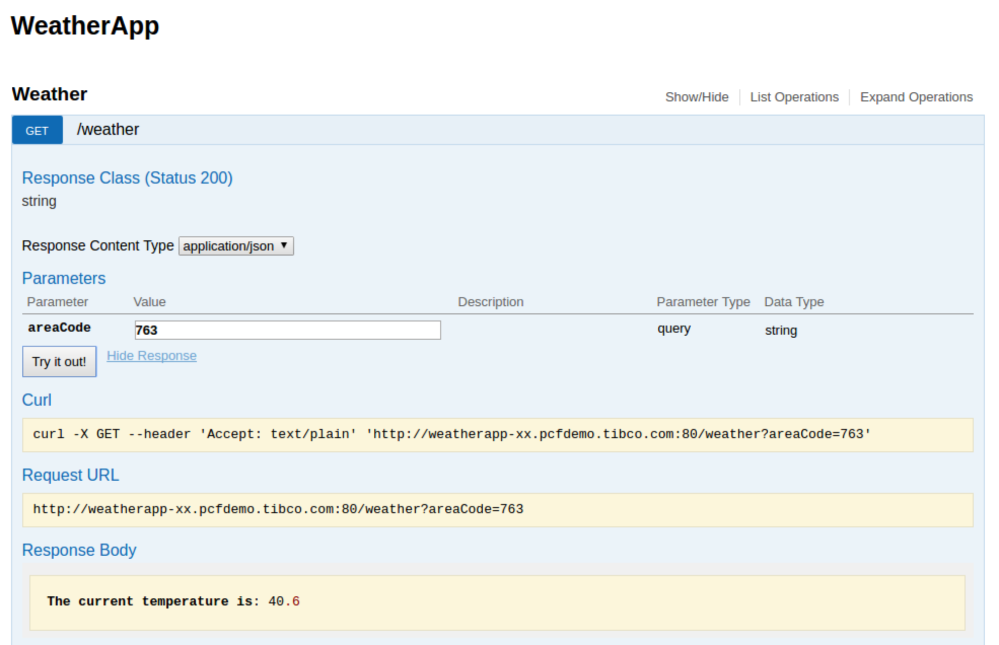 WeatherApp
Weather
Show/Hide
List Operations
Expand Operations
GET
/weather
Response Class (Status 200)
string
Response Content Type application/json ▼
Parameters
Parameter Value Description Parameter Type Data Type
areaCode 763 query string
Try it out! Hide Response
Curl
curl -X GET --header 'Accept: text/plain' 'http://weatherapp-xx.pcfdemo.tibco.com:80/weather?areaCode=763'
Request URL
http://weatherapp-xx.pcfdemo.tibco.com:80/weather?areaCode=763
Response Body
The current temperature is: 40.6